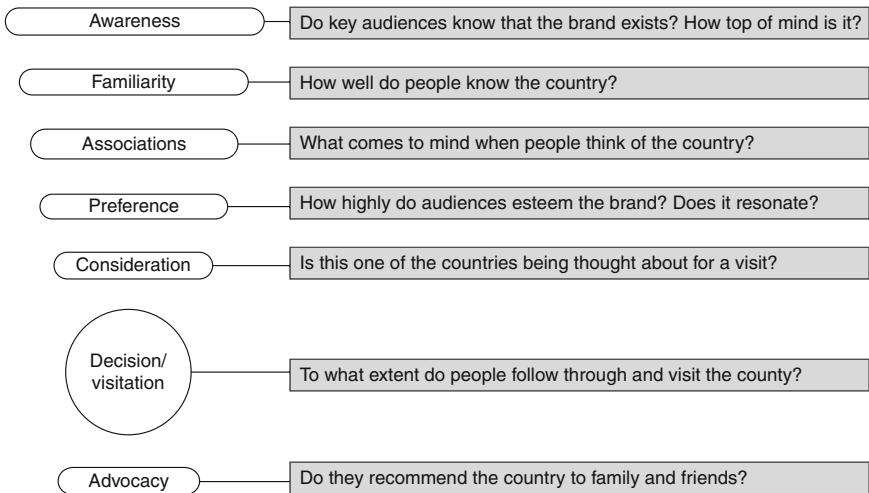 Awareness
Do key audiences know that the brand exists? How top of mind is it?
Familiarity
How well do people know the country?
Associations
What comes to mind when people think of the country?
Preference
How highly do audiences esteem the brand? Does it resonate?
Consideration
Is this one of the countries being thought about for a visit?
Decision/
visitation
To what extent do people follow through and visit the county?
Advocacy
Do they recommend the country to family and friends?